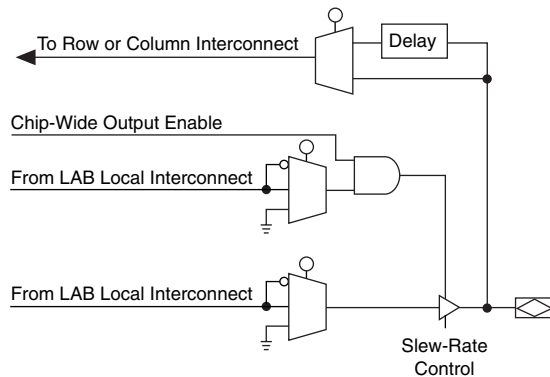 To Row or Column Interconnect
Delay
Chip-Wide Output Enable
From LAB Local Interconnect
From LAB Local Interconnect
Slew-Rate
Control